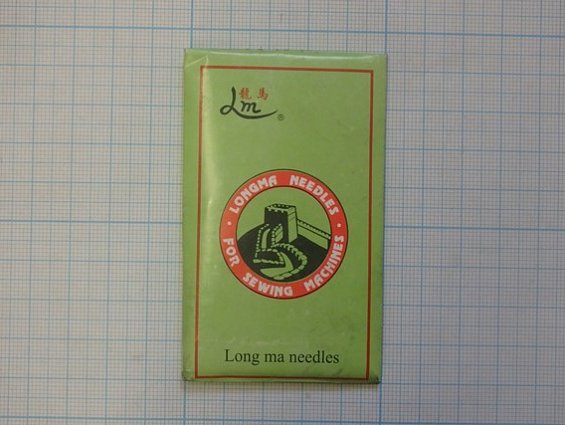 龍馬
Lm ®
LONGMA NEEDLES
FOR SEWING MACHINES
Long ma needles